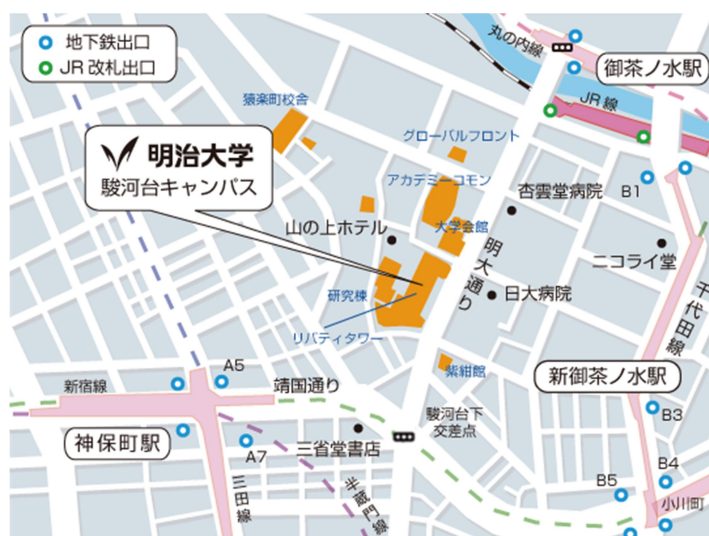 地下鉄出口
JR改札出口
丸の内線
御茶ノ水駅
JR線
猿楽町校舎
グローバルフロント
明治大学
駿河台キャンパス
アカデミーコモン
杏雲堂病院
B1
山の上ホテル
大学会館
明大通り
ニコライ堂
研究棟
日大病院
千代田線
リバティタワー
紫紺館
新御茶ノ水駅
A5
新宿線
靖国通り
駿河台下
交差点
B3
神保町駅
A7
三省堂書店
三田線
半蔵門線
B4
B5
小川町